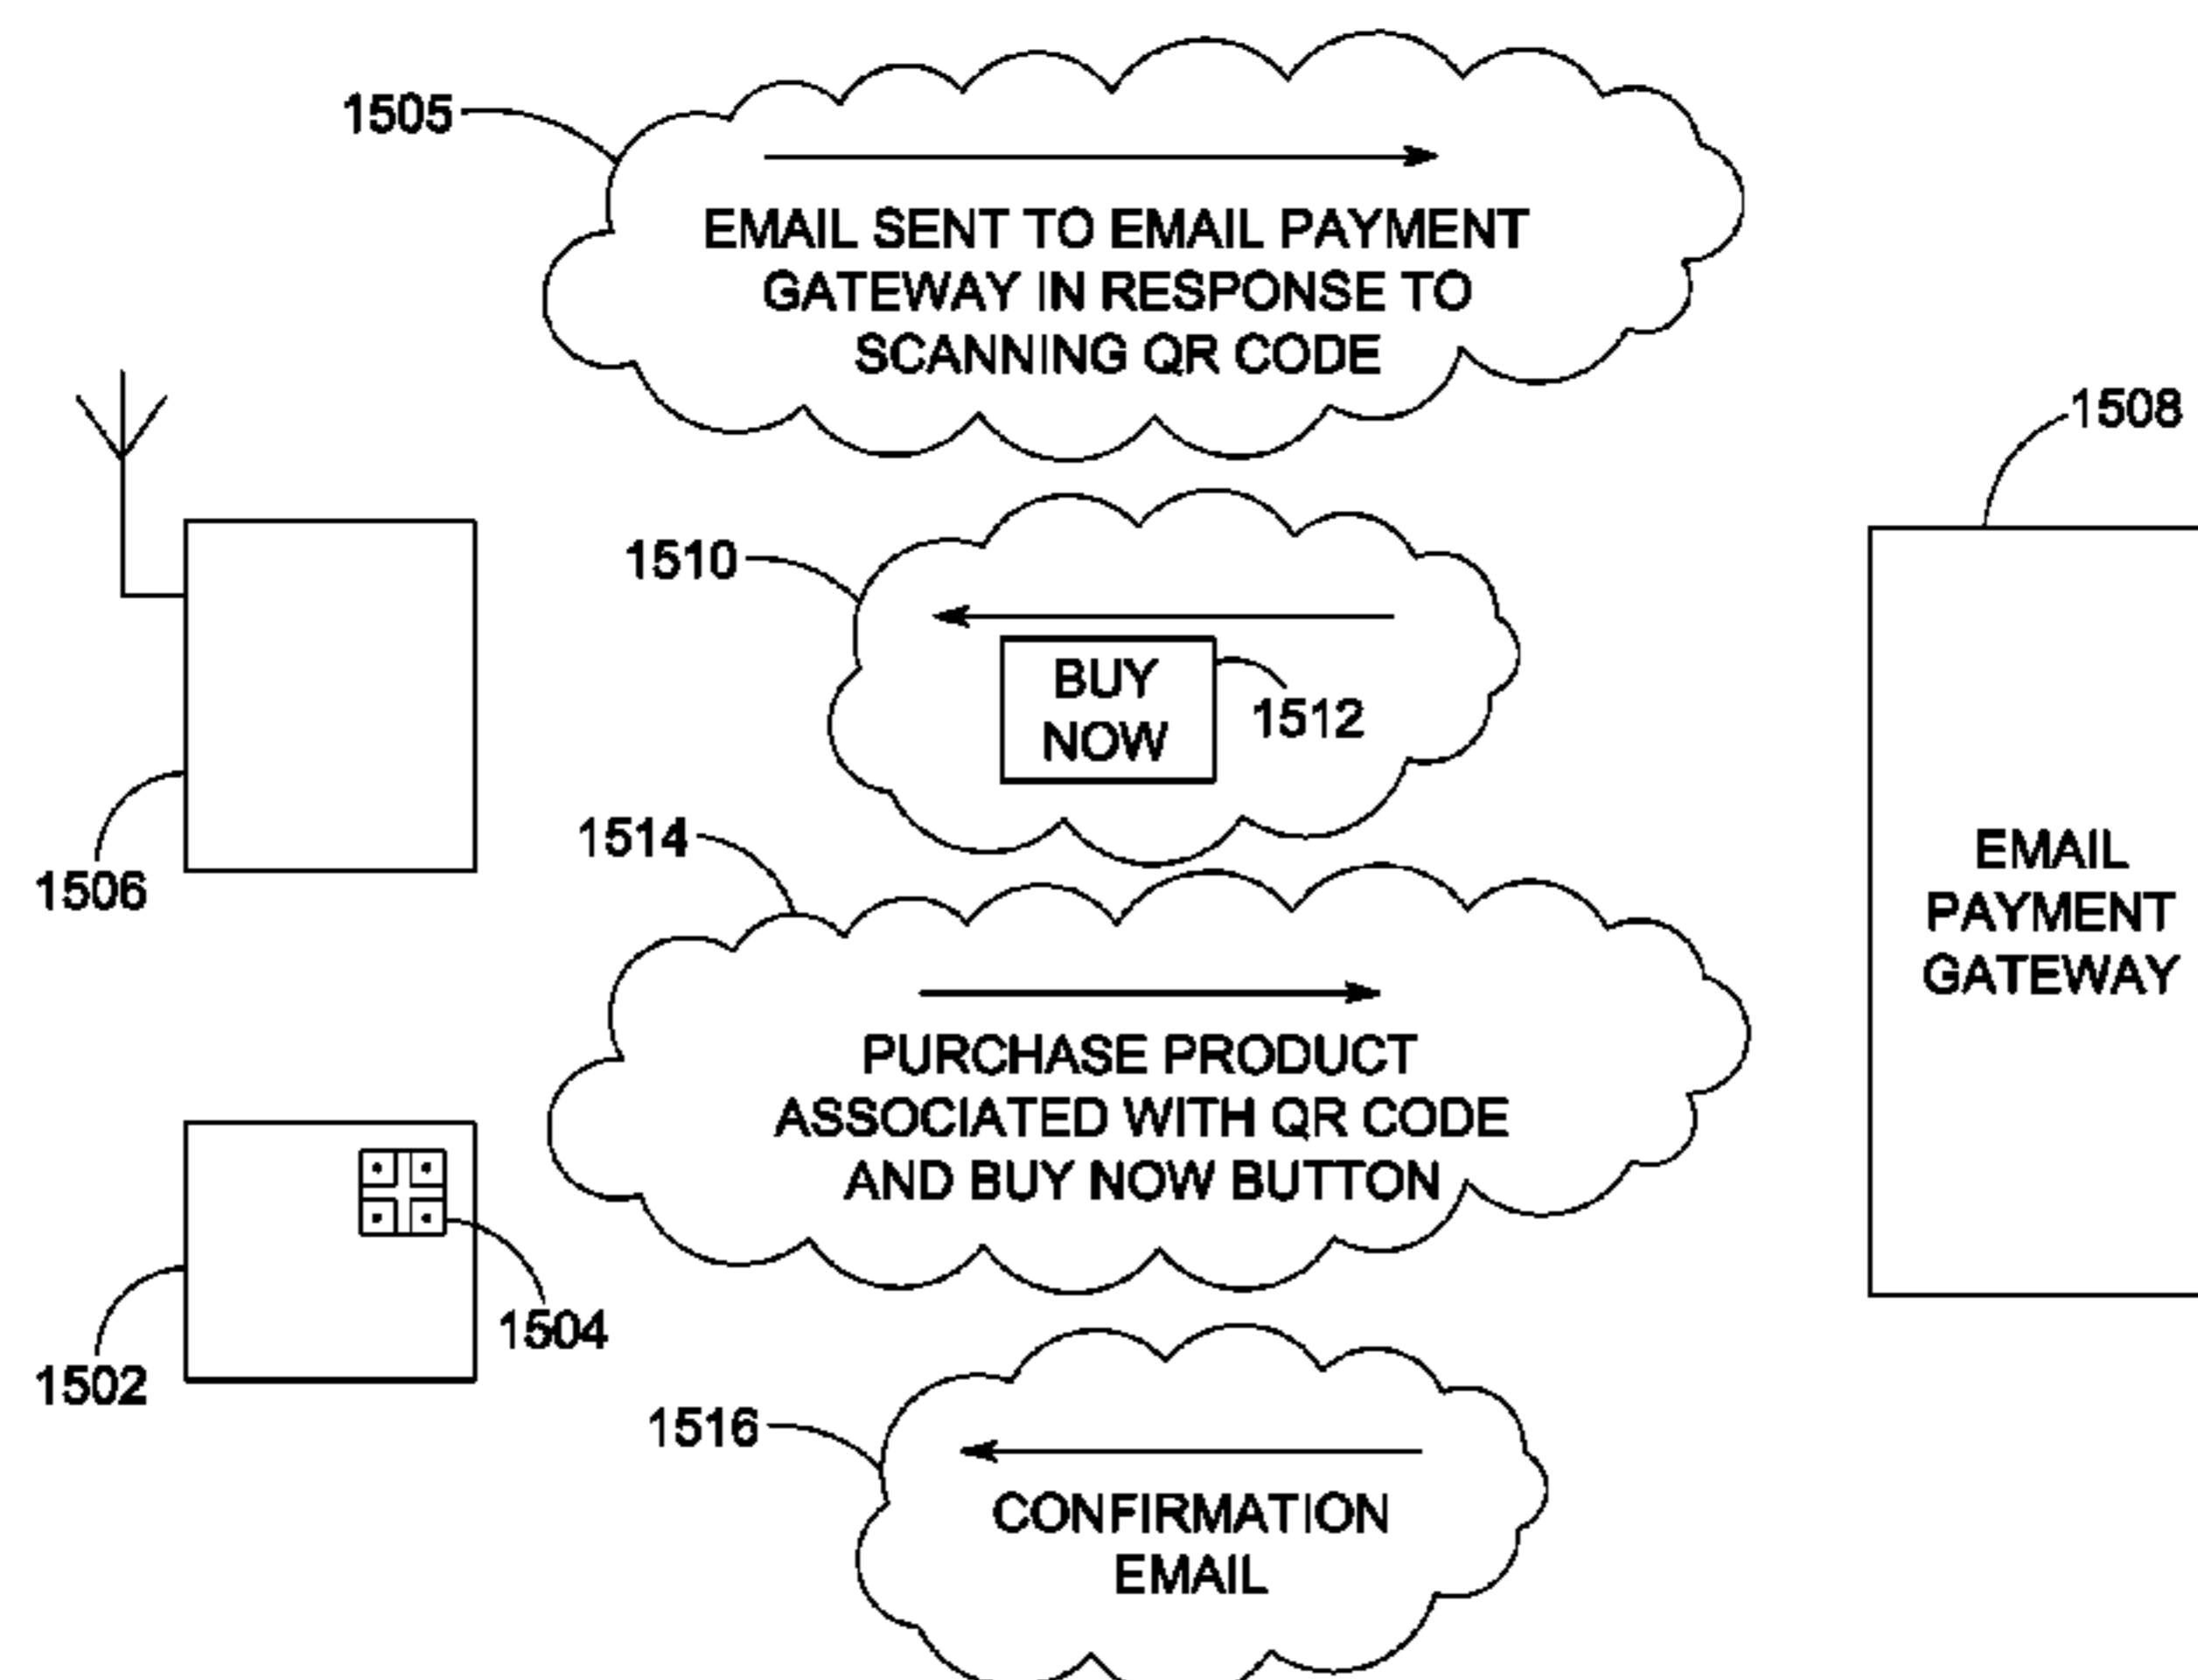 1505
EMAIL SENT TO EMAIL PAYMENT
GATEWAY IN RESPONSE TO
SCANNING QR CODE
1508
1510
BUY
NOW
1512
1506
1514
EMAIL
PAYMENT
GATEWAY
PURCHASE PRODUCT
ASSOCIATED WITH QR CODE
AND BUY NOW BUTTON
1504
1502
1516
CONFIRMATION
EMAIL